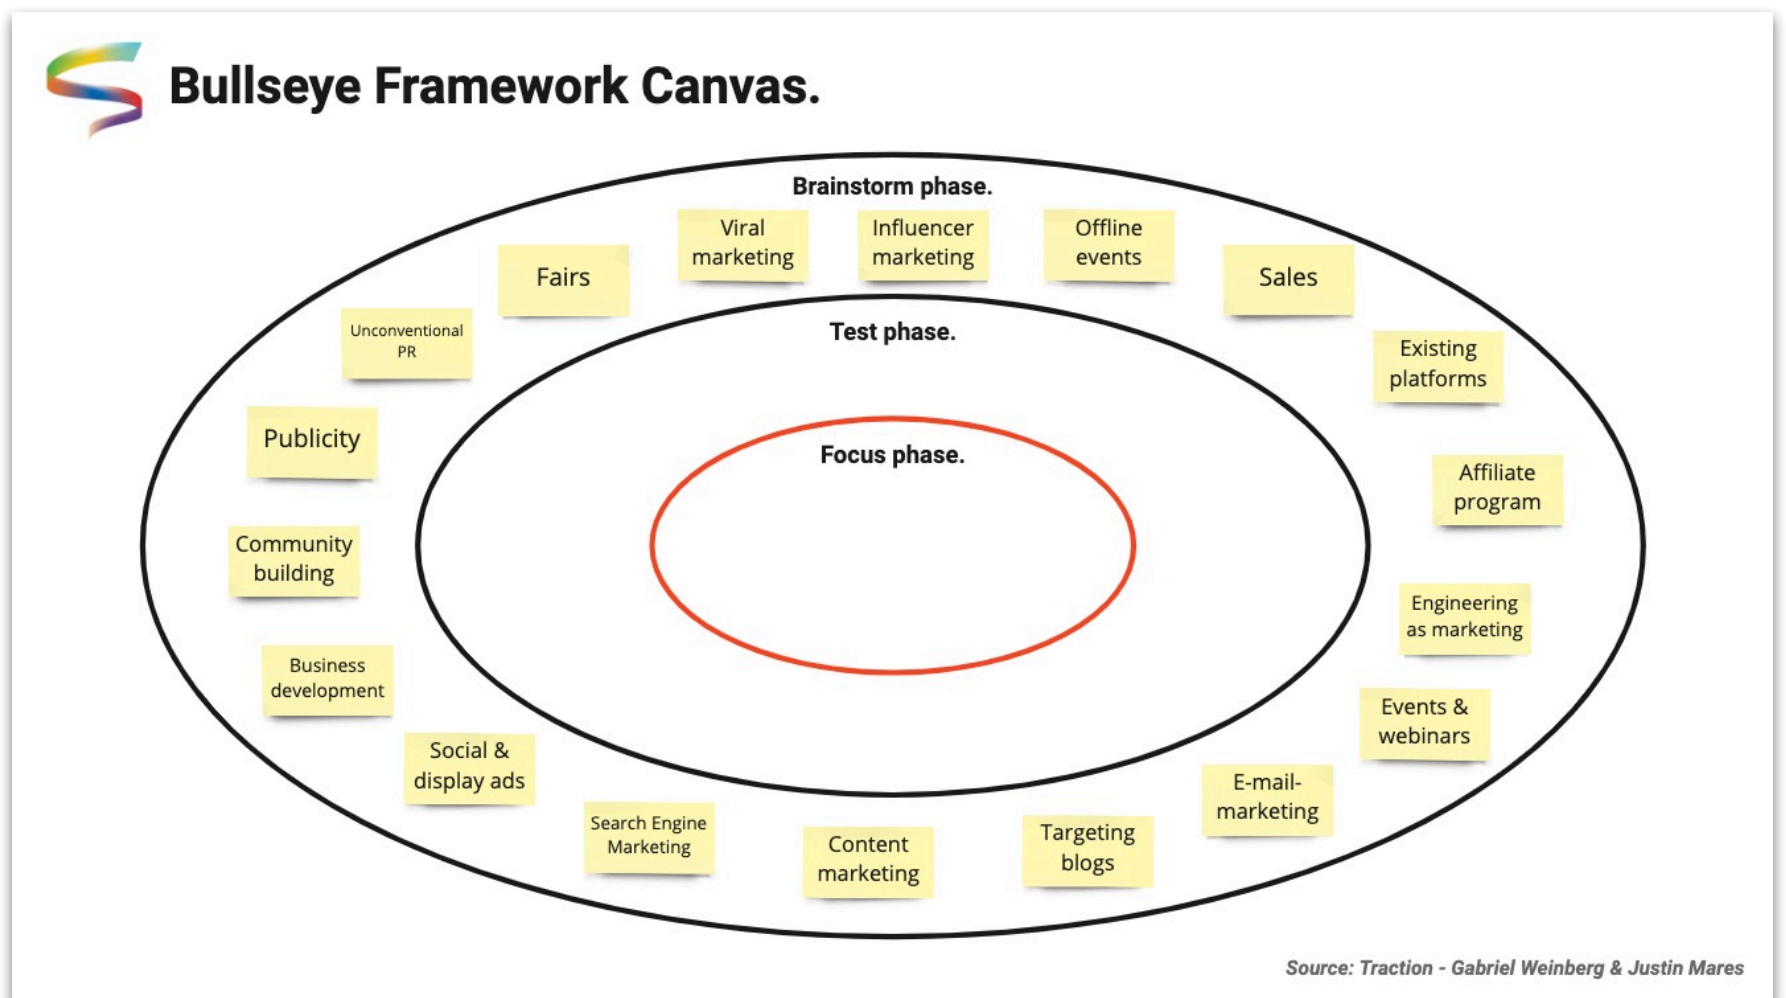 Bullseye Framework Canvas.
Brainstorm phase.
Viral
marketing
Influencer
marketing
Offline
events
Fairs
Sales
Unconventional
PR
Test phase.
Existing
platforms
Publicity
Focus phase.
Affiliate
program
Community
building
Engineering
as marketing
Business
development
Events &
webinars
Social &
display ads
E-mail-
marketing
Search Engine
Marketing
Content
marketing
Targeting
blogs
Source: Traction - Gabriel Weinberg & Justin Mares